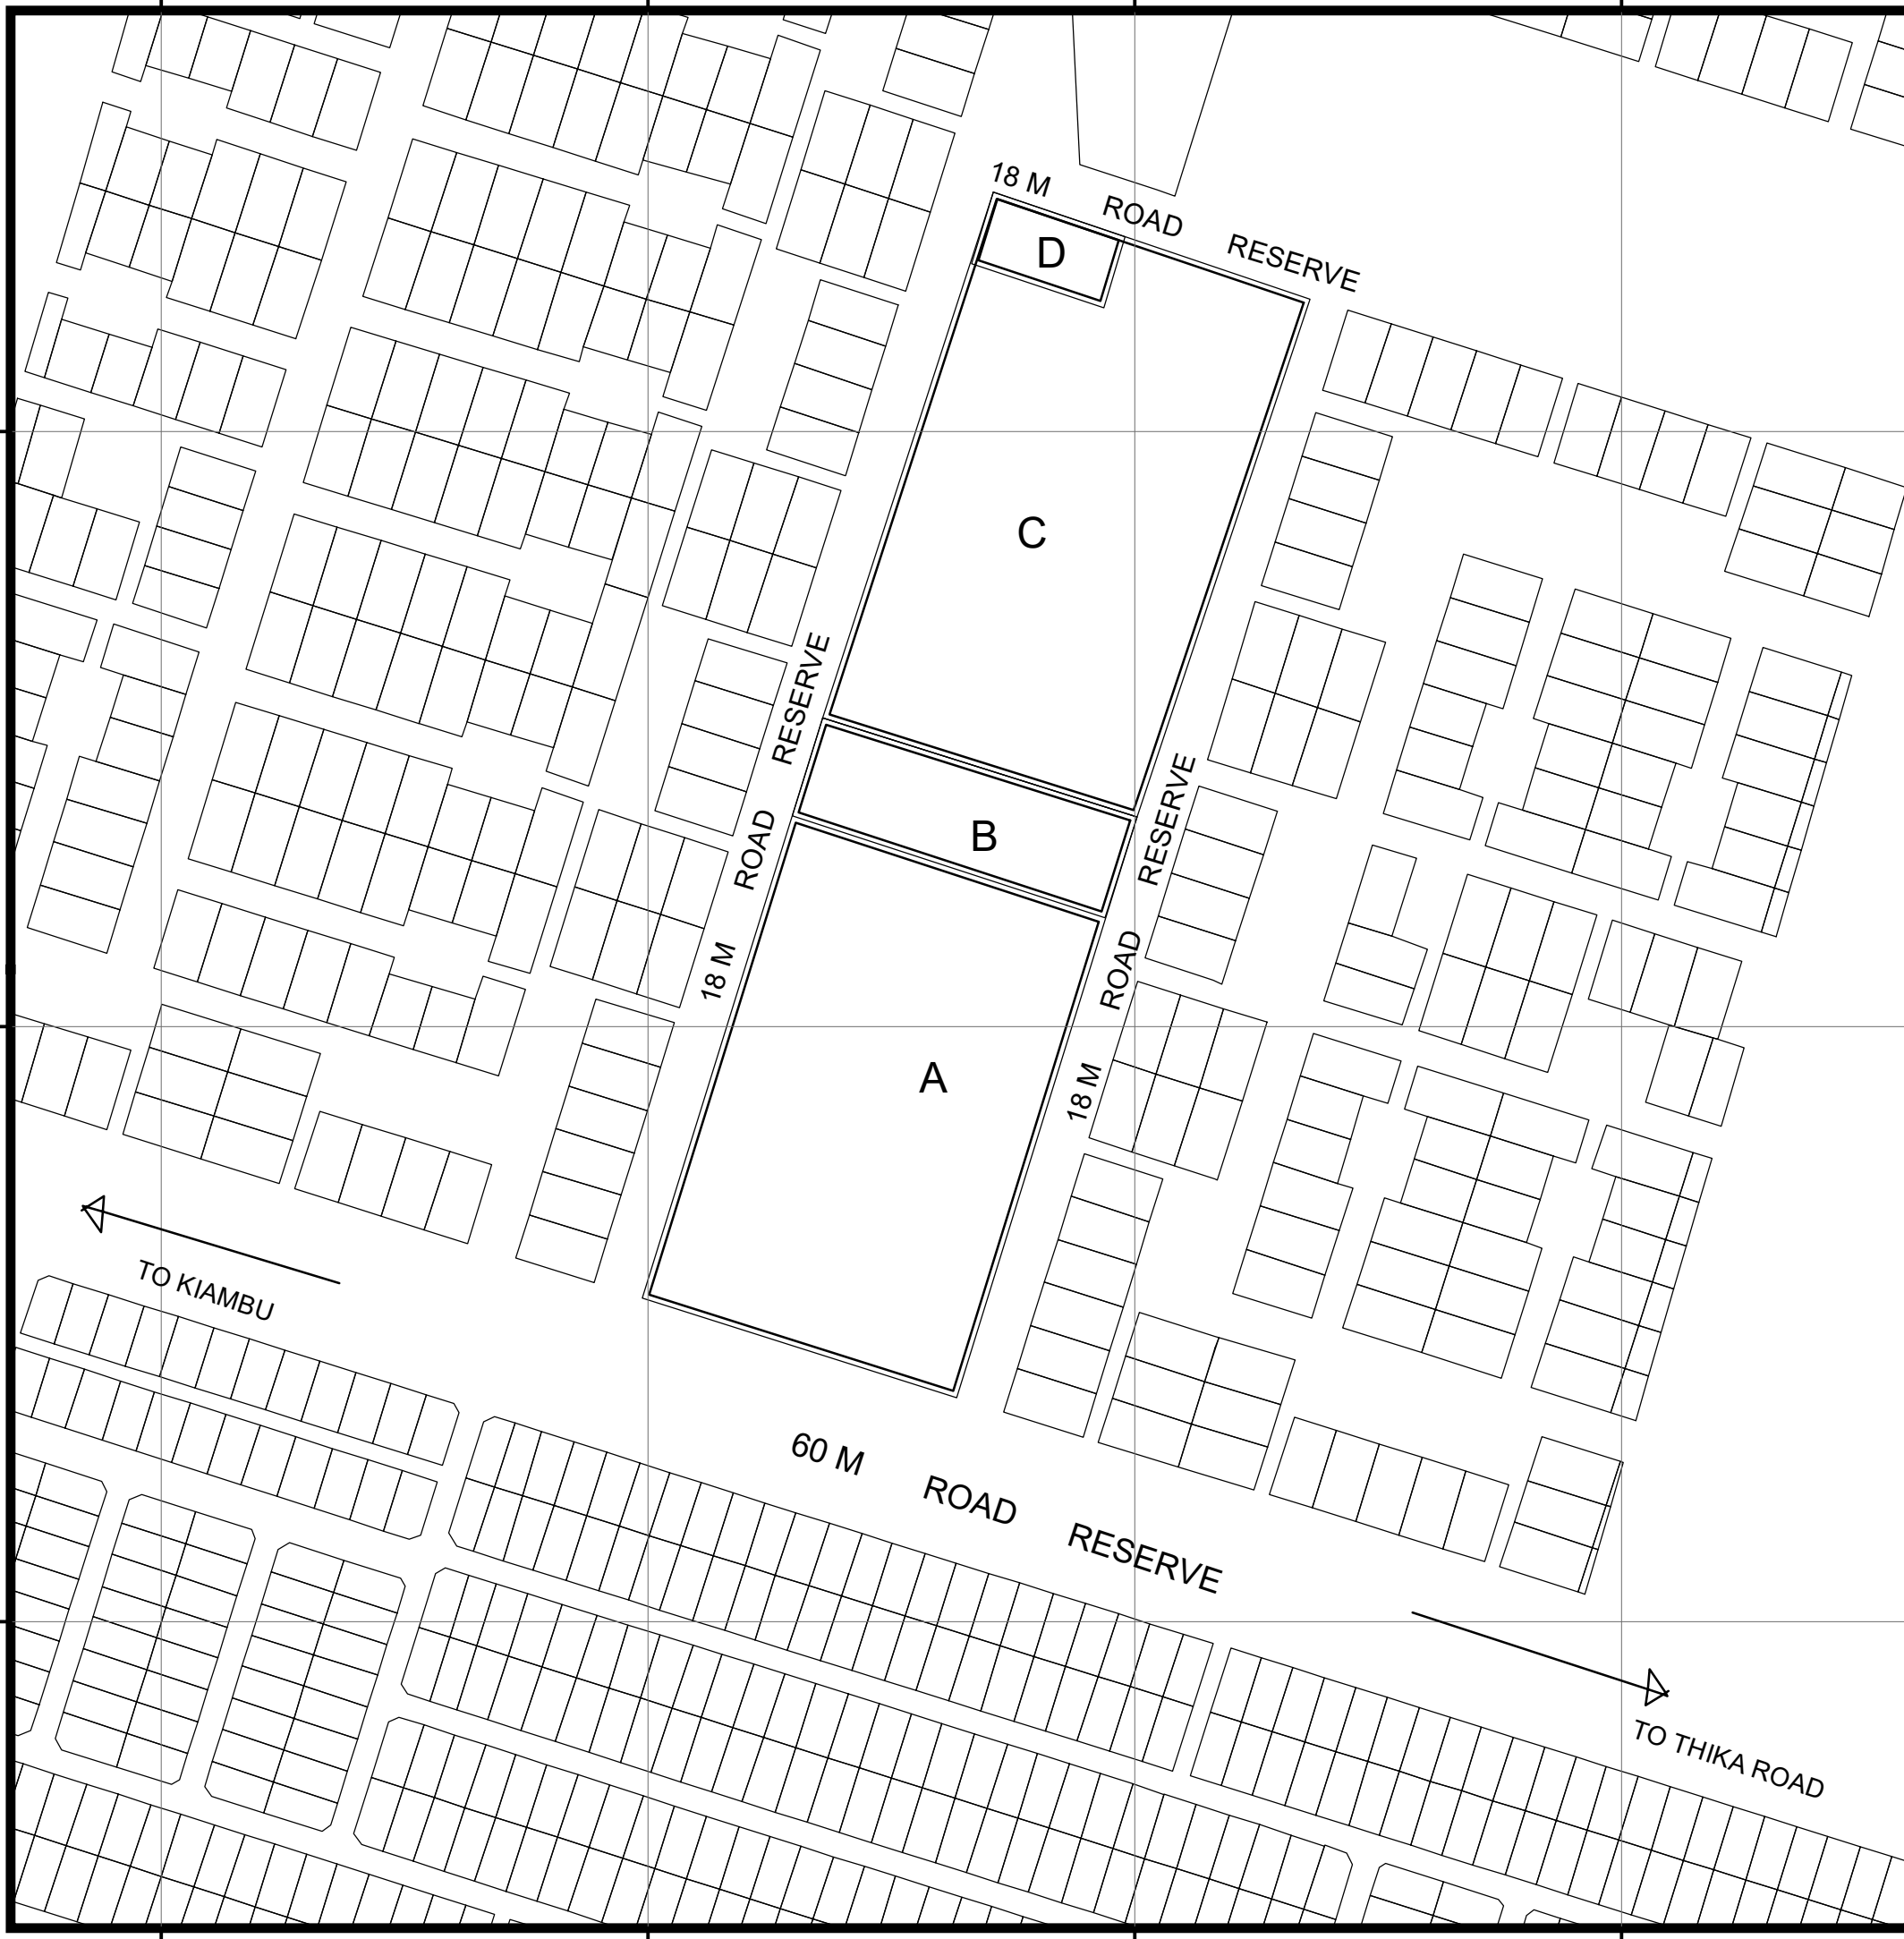 18 M ROAD RESERVE
D
C
18 M ROAD RESERVE
B
18 M ROAD RESERVE
A
TO KIAMBU
60 M ROAD RESERVE
TO THIKA ROAD